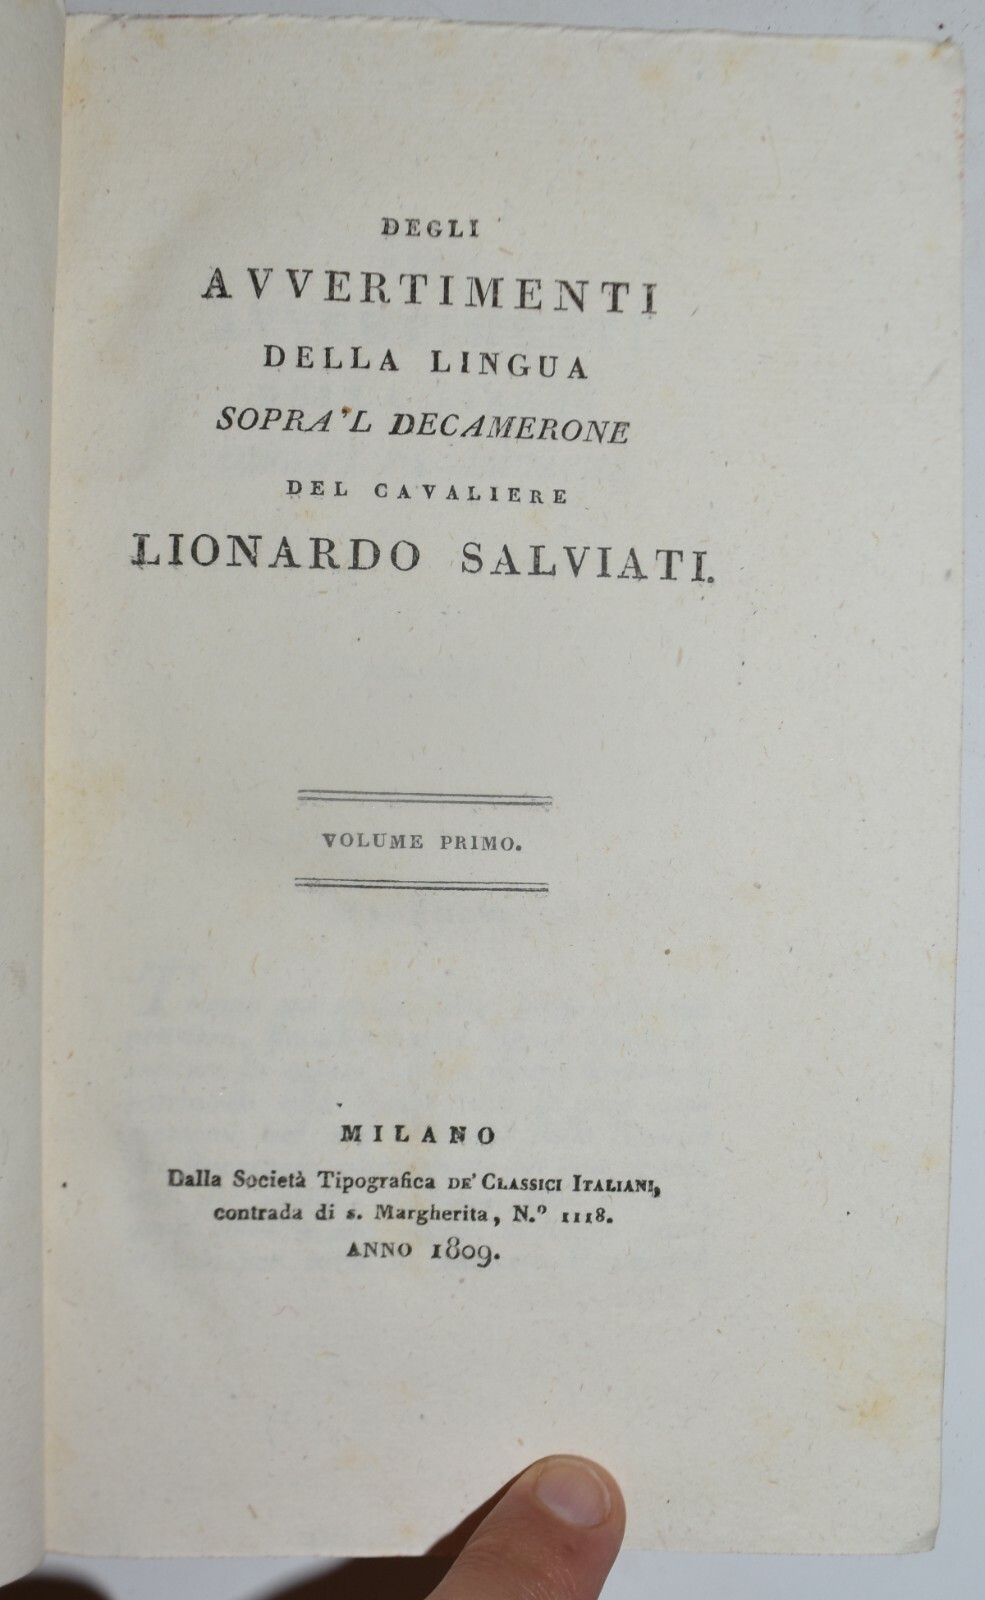 DEGLI
AVVERTIMENTI
DELLA LINGUA
SOPRA'L DECAMERONE
DEL CAVALIERE
LIONARDO SALVIATI.
VOLUME PRIMO.
MILANO
Dalla Società Tipografica DE' CLASSICI ITALIANI,
contrada di s. Margherita, N.º 1118.
ANNO 1809.